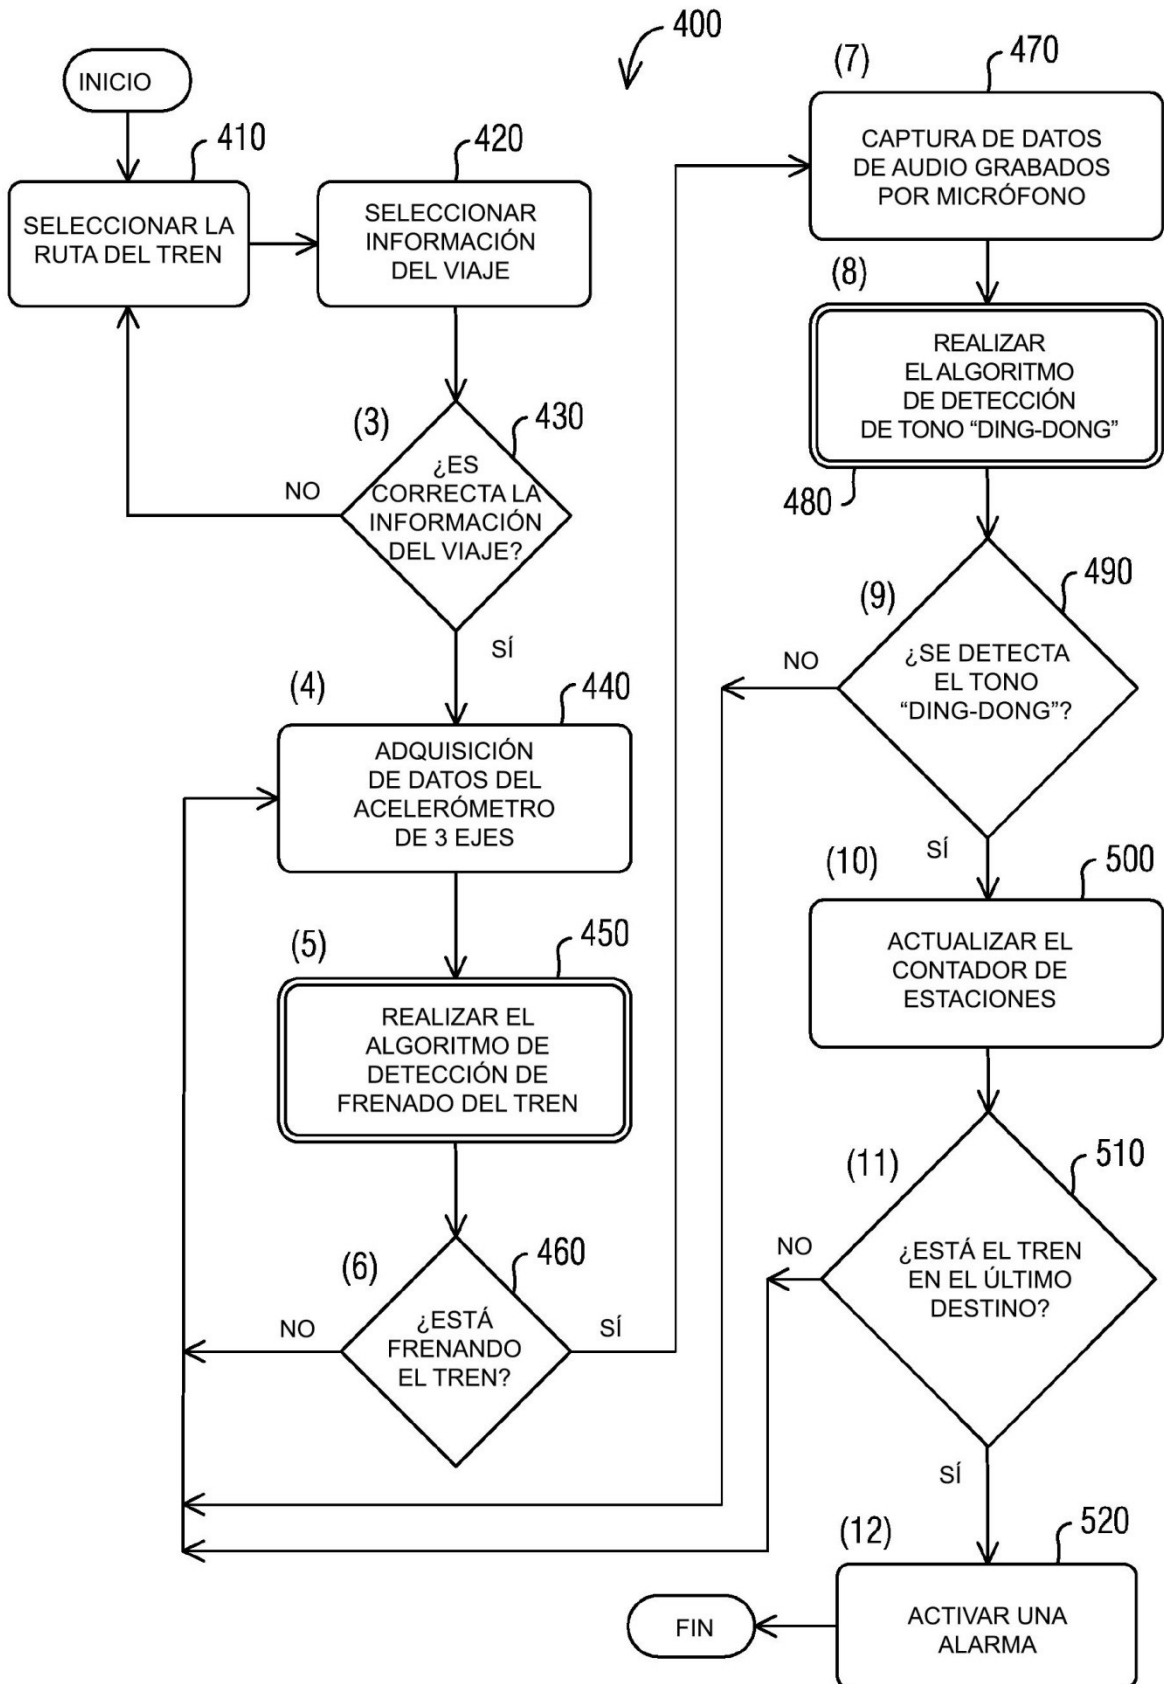 400
INICIO
410
SELECCIONAR LA
RUTA DEL TREN
420
SELECCIONAR
INFORMACIÓN
DEL VIAJE
(3)
430
¿ES
CORRECTA LA
INFORMACIÓN
DEL VIAJE?
NO
SÍ
(4)
440
ADQUISICIÓN
DE DATOS DEL
ACELERÓMETRO
DE 3 EJES
(5)
450
REALIZAR EL
ALGORITMO DE
DETECCIÓN DE
FRENADO DEL TREN
(6)
460
¿ESTÁ
FRENANDO
EL TREN?
NO
SÍ
(7)
470
CAPTURA DE DATOS
DE AUDIO GRABADOS
POR MICRÓFONO
(8)
REALIZAR
EL ALGORITMO
DE DETECCIÓN
DE TONO “DING-DONG”
480
(9)
490
¿SE DETECTA
EL TONO
“DING-DONG”?
NO
SÍ
(10)
500
ACTUALIZAR EL
CONTADOR DE
ESTACIONES
(11)
510
¿ESTÁ EL TREN
EN EL ÚLTIMO
DESTINO?
NO
SÍ
(12)
520
ACTIVAR UNA
ALARMA
FIN